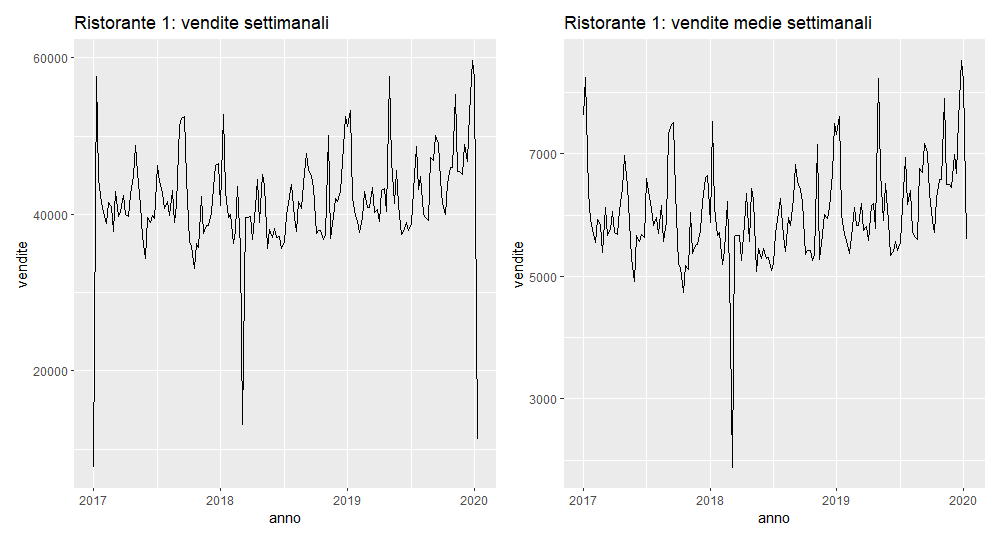 Ristorante 1: vendite settimanali
60000
40000
20000
vendite
2017
2018
2019
2020
anno
Ristorante 1: vendite medie settimanali
7000
5000
3000
vendite
2017
2018
2019
2020
anno